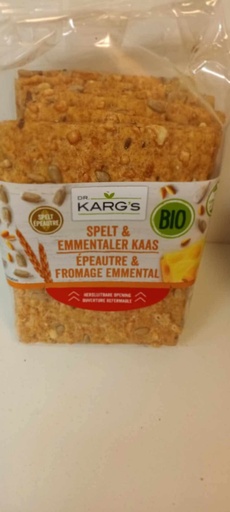 DR.
KARG'S
BIO
SPELT
ÉPEAUTRE
SPELT &
EMMENTALER KAAS
ÉPEAUTRE &
FROMAGE EMMENTAL
HERSLUITBARE OPENING
OUVERTURE REFERMABLE